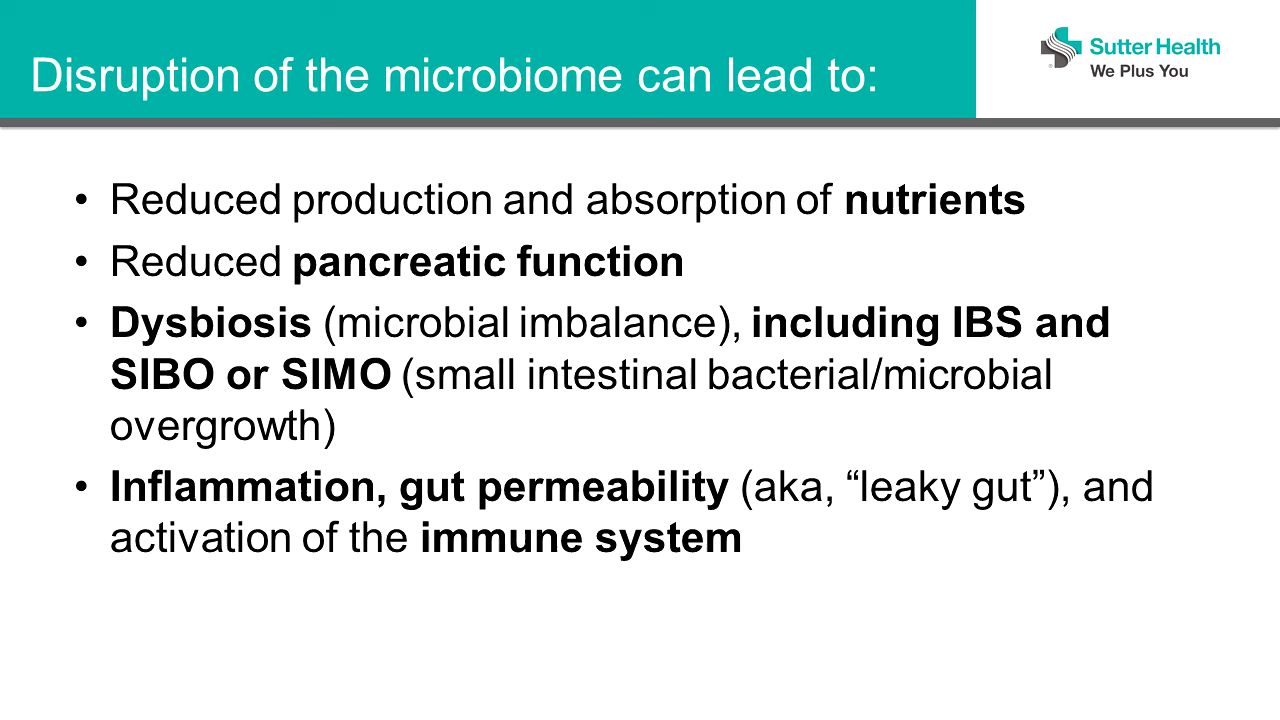 Disruption of the microbiome can lead to:
Sutter Health
We Plus You
• Reduced production and absorption of nutrients
• Reduced pancreatic function
• Dysbiosis (microbial imbalance), including IBS and
SIBO or SIMO (small intestinal bacterial/microbial
overgrowth)
• Inflammation, gut permeability (aka, “leaky gut”), and
activation of the immune system